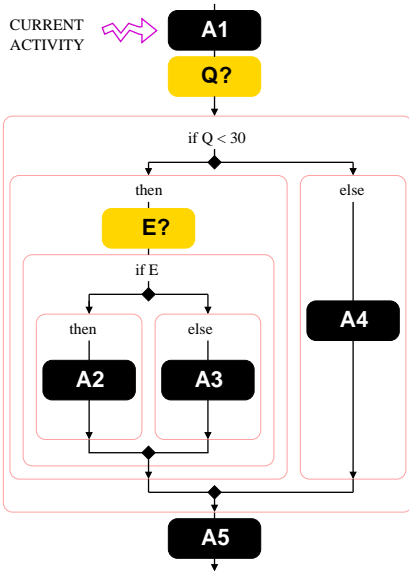 CURRENT
ACTIVITY
A1
Q?
if Q < 30
then
else
E?
if E
then
else
A4
A2
A3
A5